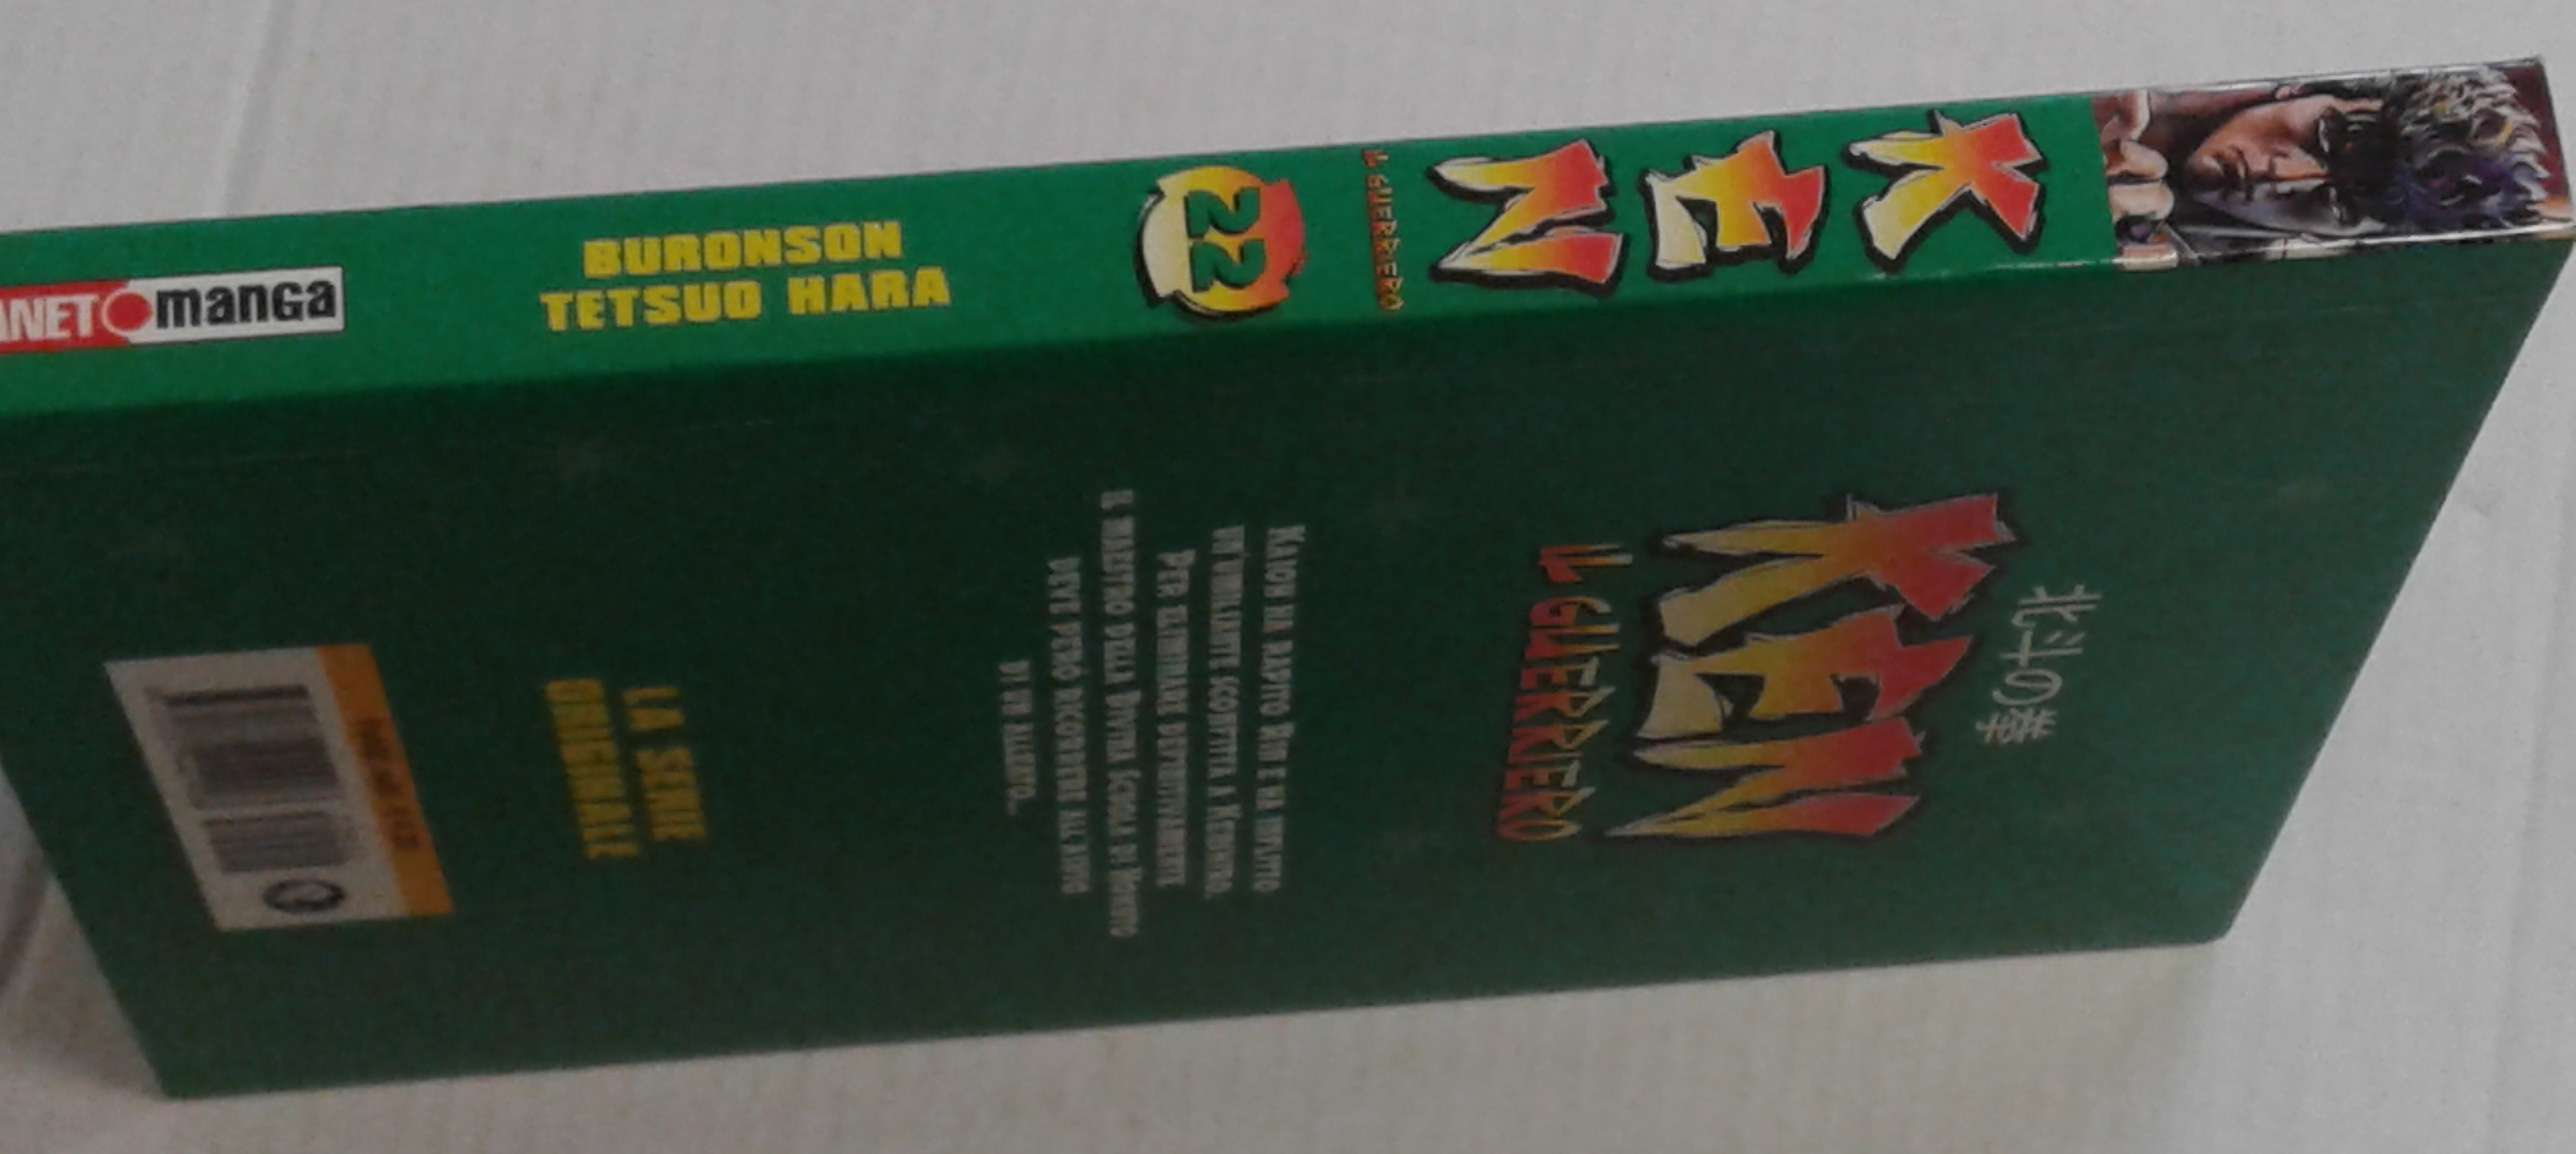 KEN
IL GUERRIERO
22
BURONSON
TETSUO HARA
manga
北斗の拳
KEN
IL GUERRIERO
KAIOH HA RAPITO RIN E HA INFLITTO
UN'UMILIANTE SCONFITTA A KENSHIRO.
PER ELIMINARE DEFINITIVAMENTE
IL MAESTRO DELLA DIVINA SCUOLA DI HOKUTO
DEVE PERÒ RICORRERE ALL'AIUTO
DI UN ALLEATO...
LA SERIE
ORIGINALE